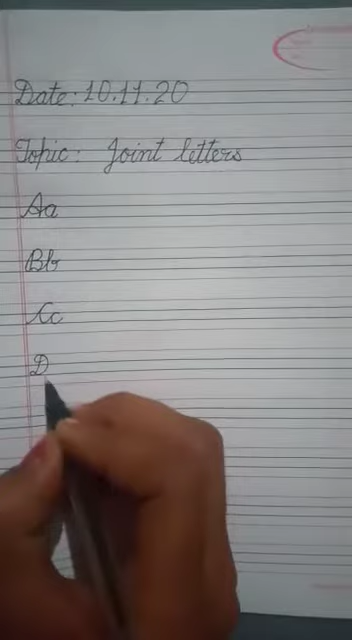 Date: 10.11.20
Topic: Joint letters
Aa
Bb
Cc
D